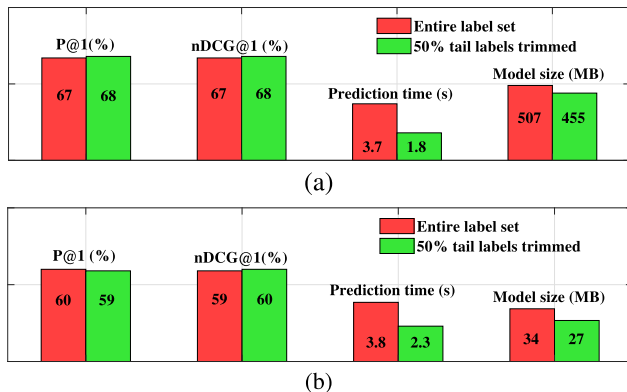 P@1(%)
nDCG@1 (%)
Entire label set
50% tail labels trimmed
Prediction time (s)
Model size (MB)
67
68
67
68
3.7
1.8
507
455
(a)
Entire label set
50% tail labels trimmed
P@1 (%)
nDCG@1(%)
Prediction time (s)
Model size (MB)
60
59
59
60
3.8
2.3
34
27
(b)